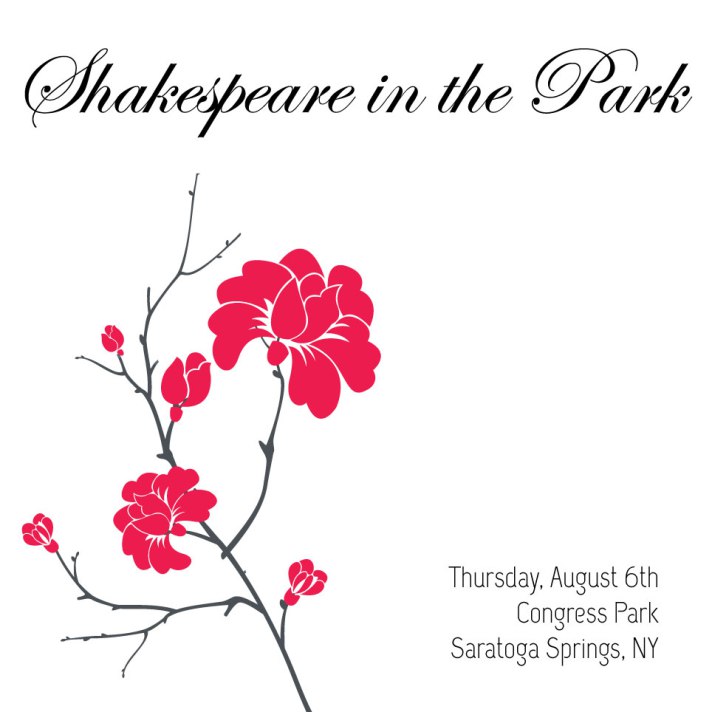 Shakespeare in the Park
Thursday, August 6th
Congress Park
Saratoga Springs, NY